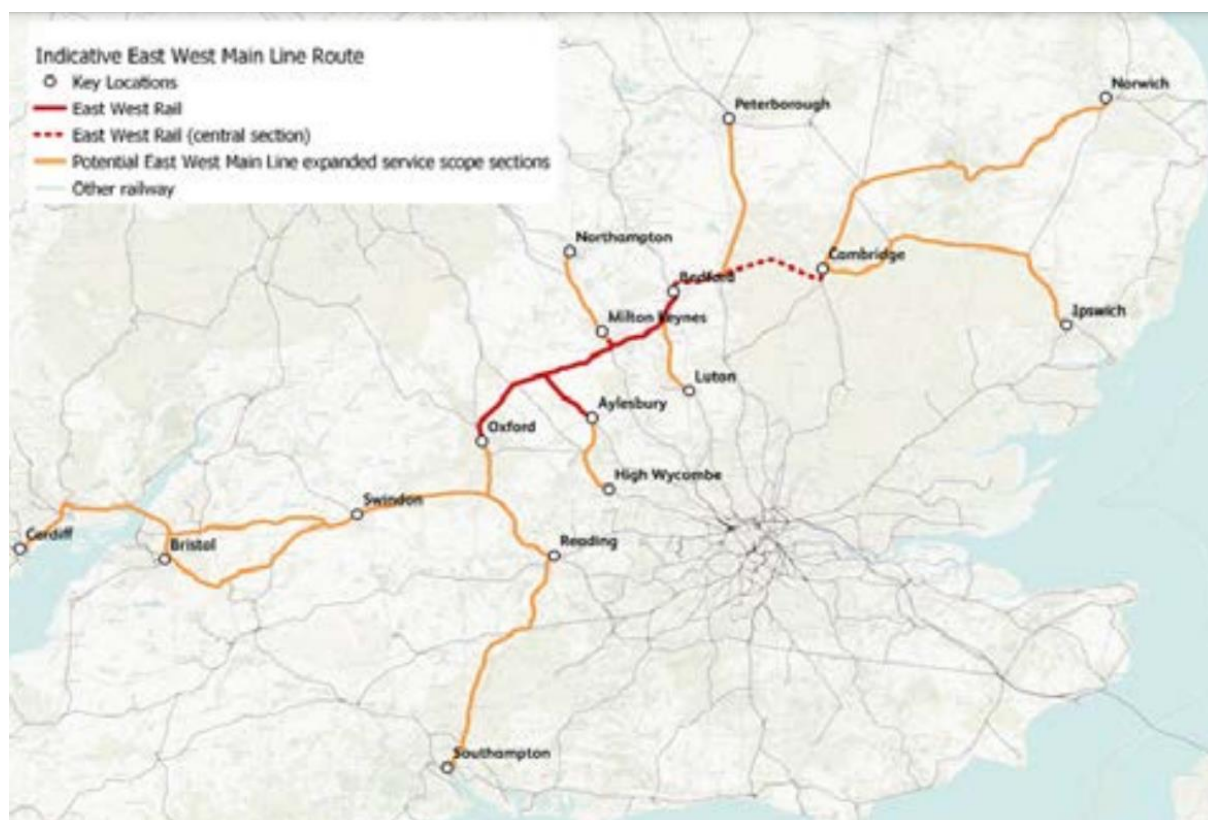 Indicative East West Main Line Route
Key Locations
East West Rail
East West Rail (central section)
Potential East West Main Line expanded service scope sections
Other railway
Norwich
Peterborough
Northampton
Cambridge
Bedford
Milton Keynes
Ipswich
Luton
Aylesbury
Oxford
High Wycombe
Swindon
Cardiff
Bristol
Reading
Southampton